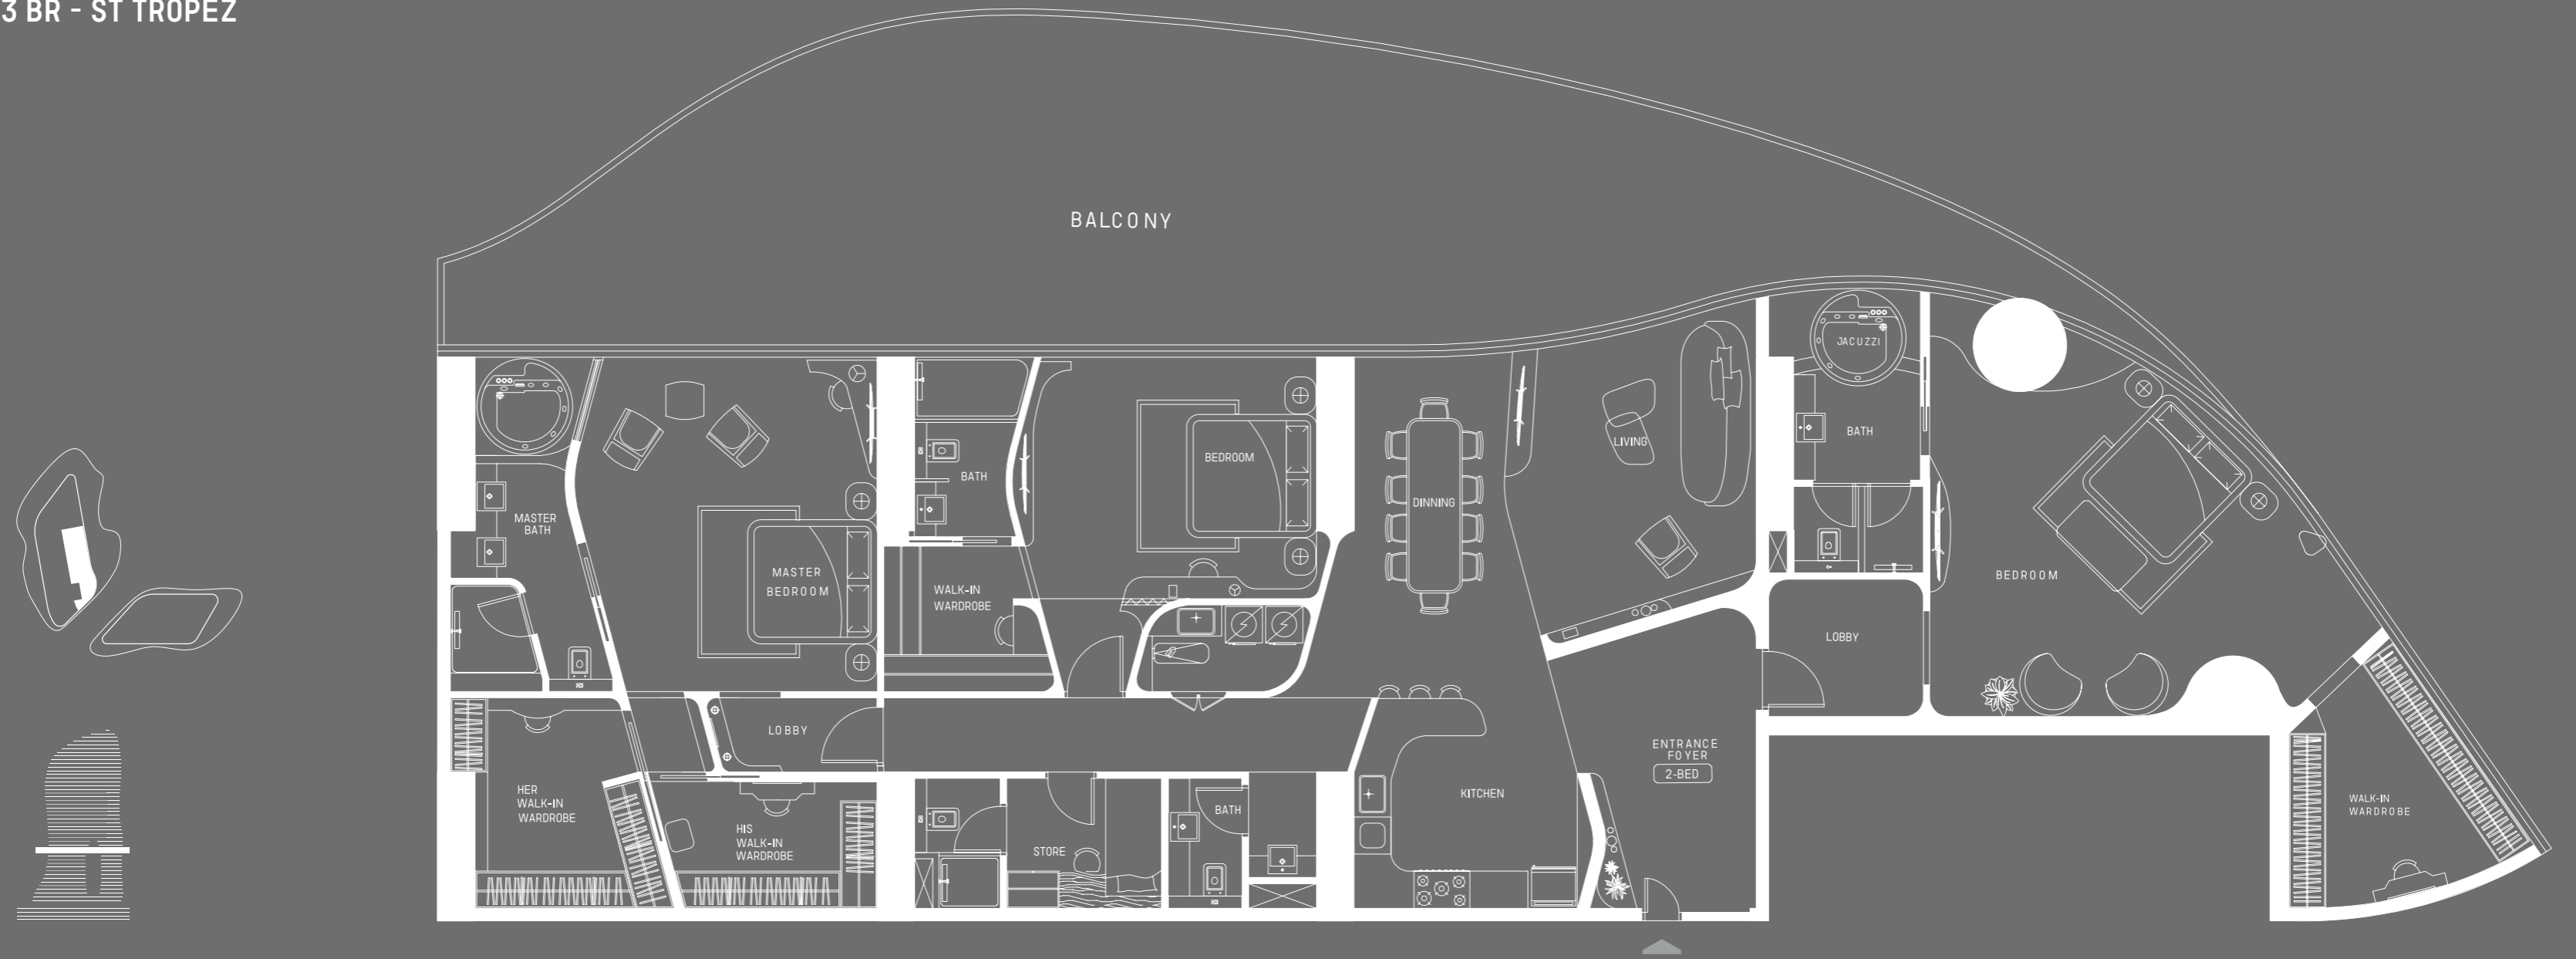 3 BR - ST TROPEZ
BALCONY
JACUZZI
BATH
LIVING
BEDROOM
DINNING
BATH
MASTER
BATH
MASTER
BEDROOM
WALK-IN
WARDROBE
BEDROOM
LOBBY
LOBBY
ENTRANCE
FOYER
2-BED
HER
WALK-IN
WARDROBE
HIS
WALK-IN
WARDROBE
STORE
BATH
KITCHEN
WALK-IN
WARDROBE